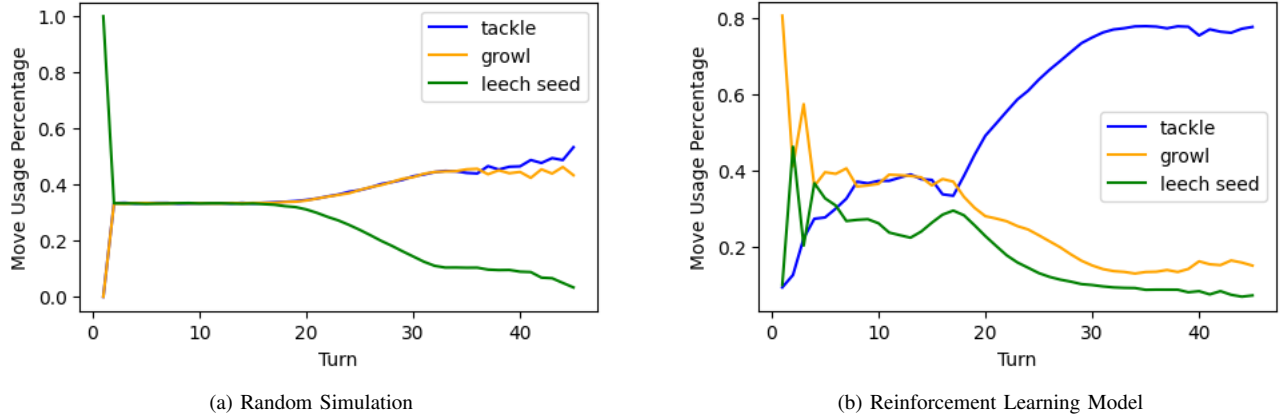 1.0
0.8
0.6
0.4
0.2
0.0
Move Usage Percentage
tackle
growl
leech seed
0 10 20 30 40
Turn
(a) Random Simulation
0.8
0.6
0.4
0.2
Move Usage Percentage
tackle
growl
leech seed
0 10 20 30 40
Turn
(b) Reinforcement Learning Model